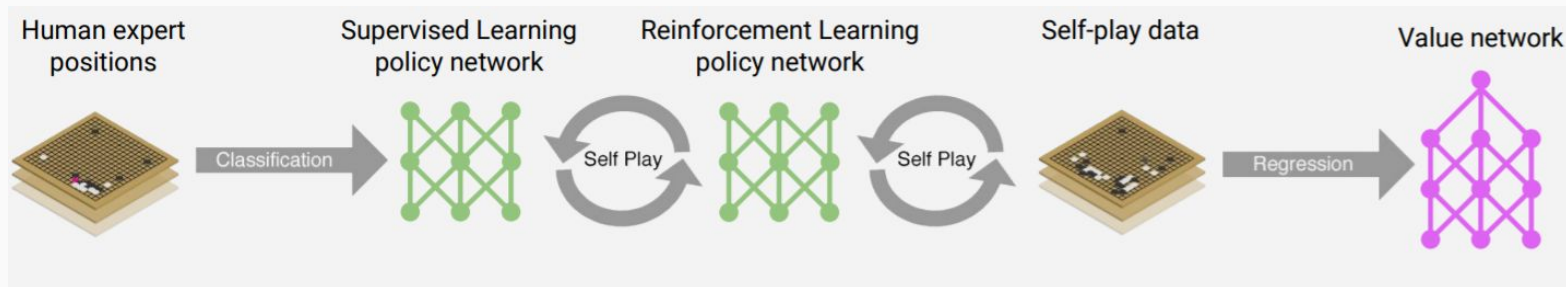 Human expert
positions
Supervised Learning
policy network
Reinforcement Learning
policy network
Self-play data
Value network
Classification
Self Play
Self Play
Regression